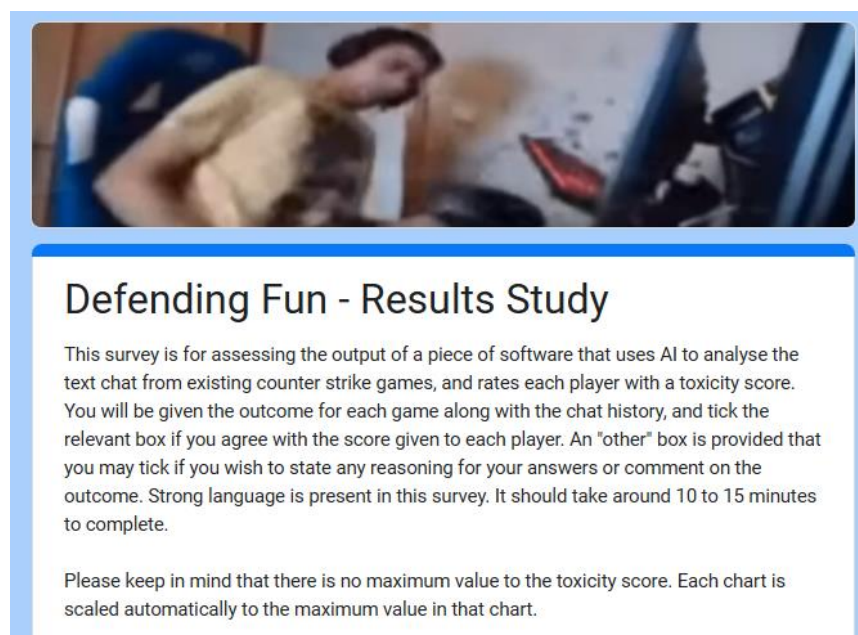 Defending Fun - Results Study
This survey is for assessing the output of a piece of software that uses AI to analyse the
text chat from existing counter strike games, and rates each player with a toxicity score.
You will be given the outcome for each game along with the chat history, and tick the
relevant box if you agree with the score given to each player. An "other" box is provided that
you may tick if you wish to state any reasoning for your answers or comment on the
outcome. Strong language is present in this survey. It should take around 10 to 15 minutes
to complete.
Please keep in mind that there is no maximum value to the toxicity score. Each chart is
scaled automatically to the maximum value in that chart.